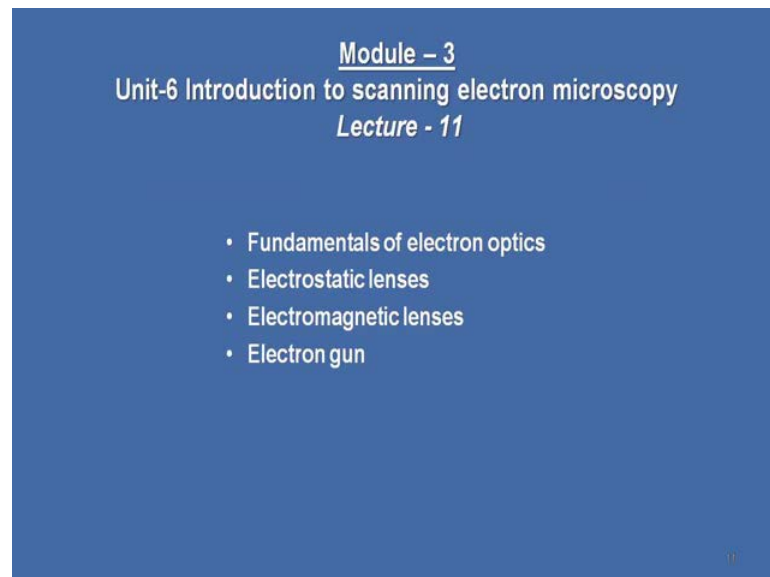 Module – 3
Unit-6 Introduction to scanning electron microscopy
Lecture - 11
• Fundamentals of electron optics
• Electrostatic lenses
• Electromagnetic lenses
• Electron gun